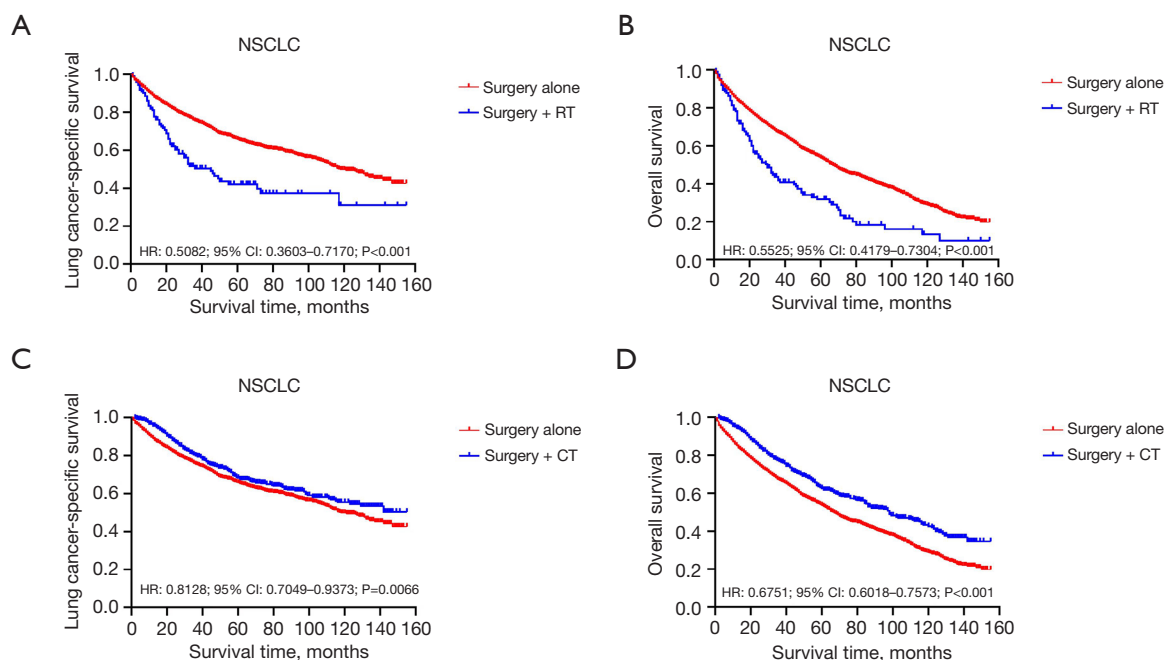 A
NSCLC
Lung cancer-specific survival
1.0
0.8
0.6
0.4
0.2
0.0
HR: 0.5082; 95% CI: 0.3603–0.7170; P<0.001
0 20 40 60 80 100 120 140 160
Survival time, months
Surgery alone
Surgery + RT
B
NSCLC
Overall survival
1.0
0.8
0.6
0.4
0.2
0.0
HR: 0.5525; 95% CI: 0.4179–0.7304; P<0.001
0 20 40 60 80 100 120 140 160
Survival time, months
Surgery alone
Surgery + RT
C
NSCLC
Lung cancer-specific survival
1.0
0.8
0.6
0.4
0.2
0.0
HR: 0.8128; 95% CI: 0.7049–0.9373; P=0.0066
0 20 40 60 80 100 120 140 160
Survival time, months
Surgery alone
Surgery + CT
D
NSCLC
Overall survival
1.0
0.8
0.6
0.4
0.2
0.0
HR: 0.6751; 95% CI: 0.6018–0.7573; P<0.001
0 20 40 60 80 100 120 140 160
Survival time, months
Surgery alone
Surgery + CT